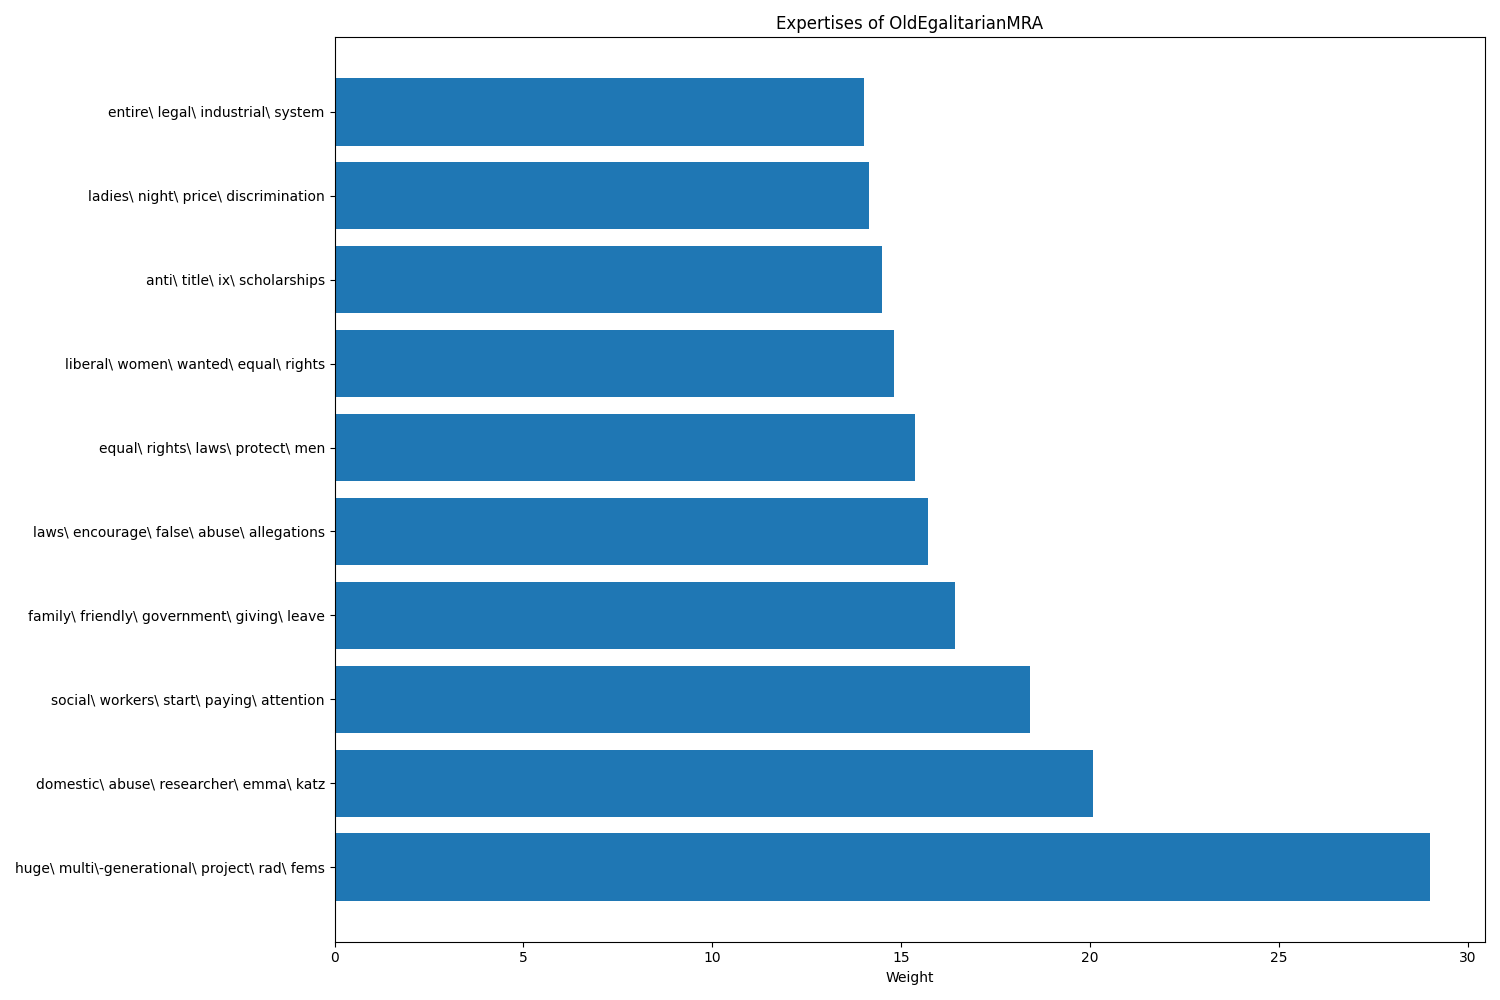 Expertises of OldEgalitarianMRA
entire\ legal\ industrial\ system
ladies\ night\ price\ discrimination
anti\ title\ ix\ scholarships
liberal\ women\ wanted\ equal\ rights
equal\ rights\ laws\ protect\ men
laws\ encourage\ false\ abuse\ allegations
family\ friendly\ government\ giving\ leave
social\ workers\ start\ paying\ attention
domestic\ abuse\ researcher\ emma\ katz
huge\ multi\-generational\ project\ rad\ fems
0 5 10 15 20 25 30
Weight